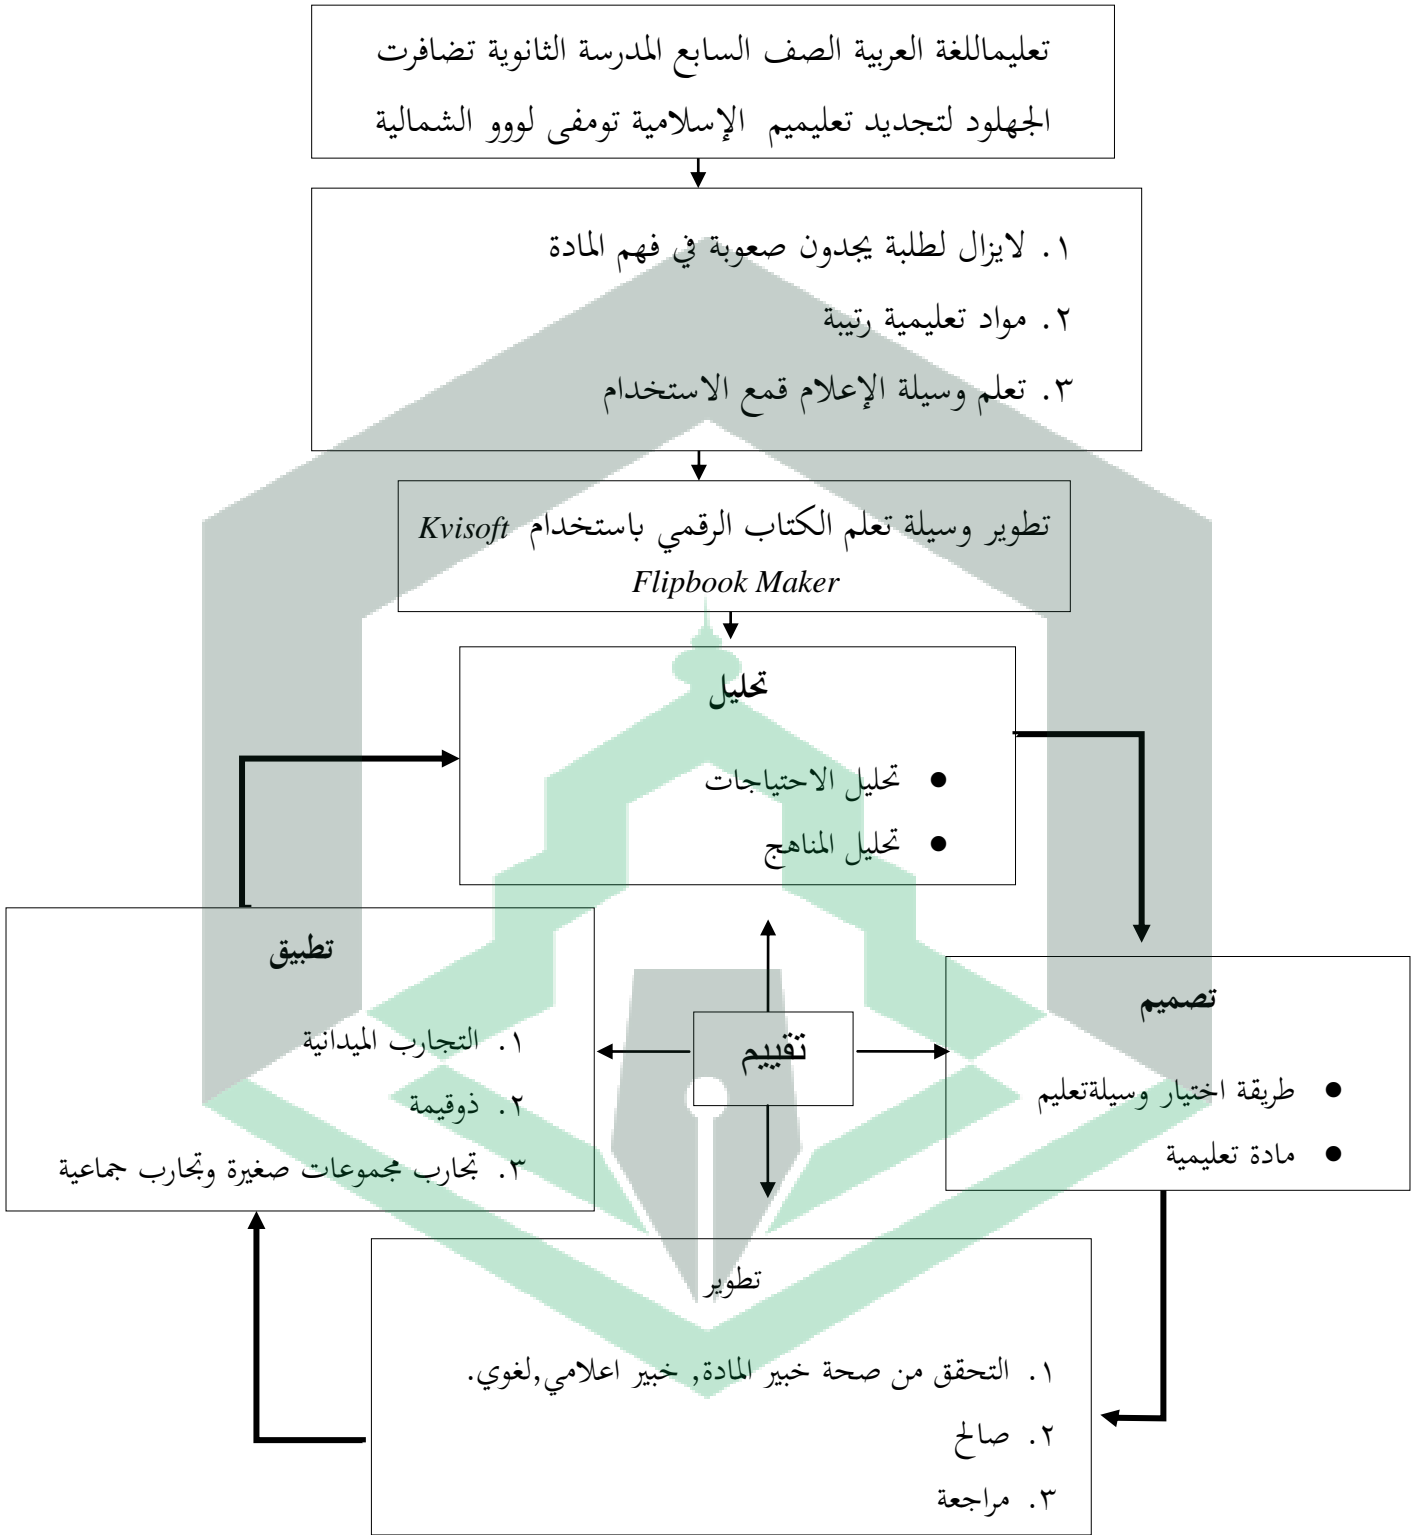 تعليماللغة العربية الصف السابع المدرسة الثانوية تضافرت
الجهلود لتجديد تعليميم الإسلامية تومفى لووو الشمالية
١. لايزال لطلبة يجدون صعوبة في فهم المادة
٢. مواد تعليمية رتيبة
٣. تعلم وسيلة الإعلام قمع الاستخدام
تطوير وسيلة تعلم الكتاب الرقمي باستخدام Kvisoft
Flipbook Maker
تحليل
● تحليل الاحتياجات
● تحليل المناهج
تصميم
● طريقة اختيار وسيلةتعليم
● مادة تعليمية
تقييم
تطبيق
١. التجارب الميدانية
٢. ذوقيمة
٣. تجارب مجموعات صغيرة وتجارب جماعية
تطوير
١. التحقق من صحة خبير المادة, خبير اعلامي,لغوي.
٢. صالح
٣. مراجعة